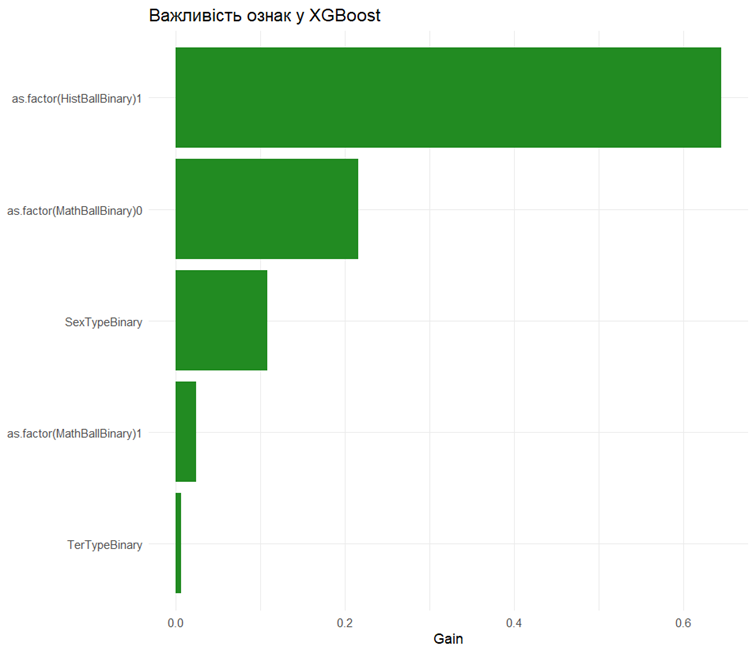 Важливість ознак у XGBoost
as.factor(HistBallBinary)1
as.factor(MathBallBinary)0
SexTypeBinary
as.factor(MathBallBinary)1
TerTypeBinary
0.0 0.2 0.4 0.6
Gain